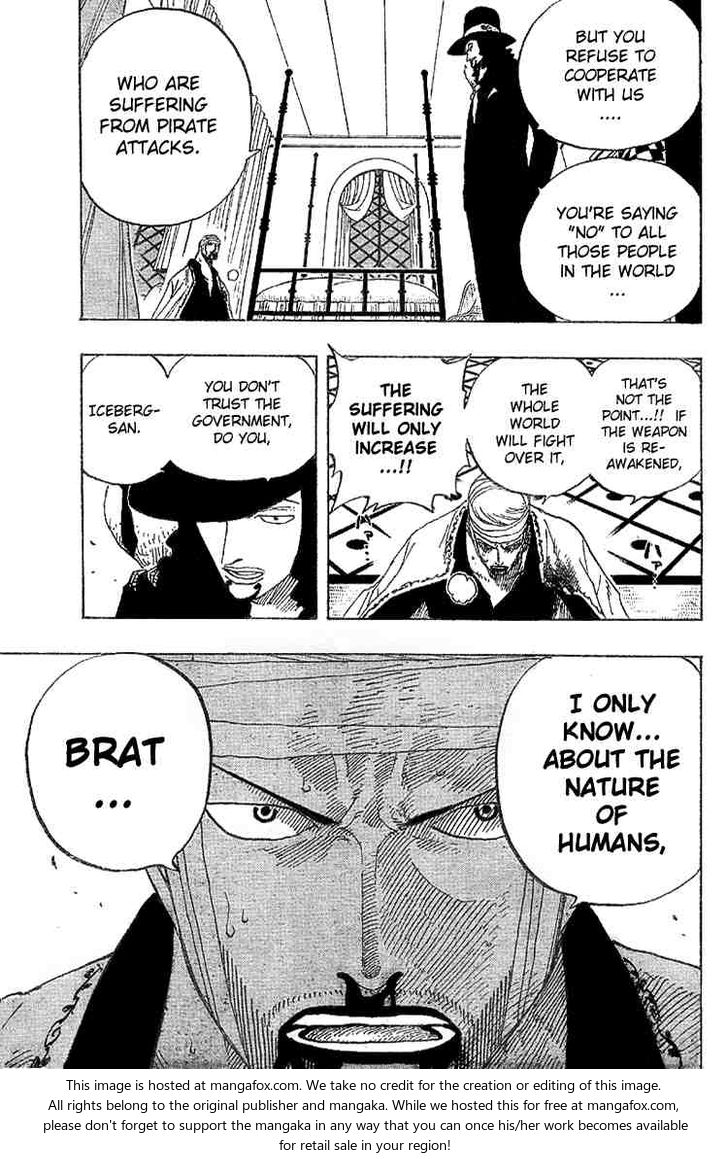 BUT YOU
REFUSE TO
COOPERATE
WITH US
....
YOU'RE SAYING
"NO" TO ALL
THOSE PEOPLE
IN THE WORLD
...
WHO ARE
SUFFERING
FROM PIRATE
ATTACKS.
THAT'S
NOT THE
POINT...!! IF
THE WEAPON
IS RE-
AWAKENED,
THE
WHOLE
WORLD
WILL FIGHT
OVER IT,
THE
SUFFERING
WILL ONLY
INCREASE
...!!
ハァ
ハァ
YOU DON'T
TRUST THE
GOVERNMENT,
DO YOU,
ICEBERG-
SAN.
I ONLY
KNOW...
ABOUT THE
NATURE
OF
HUMANS,
BRAT
...
This image is hosted at mangafox.com. We take no credit for the creation or editing of this image.
All rights belong to the original publisher and mangaka. While we hosted this for free at mangafox.com,
please don't forget to support the mangaka in any way that you can once his/her work becomes available
for retail sale in your region!